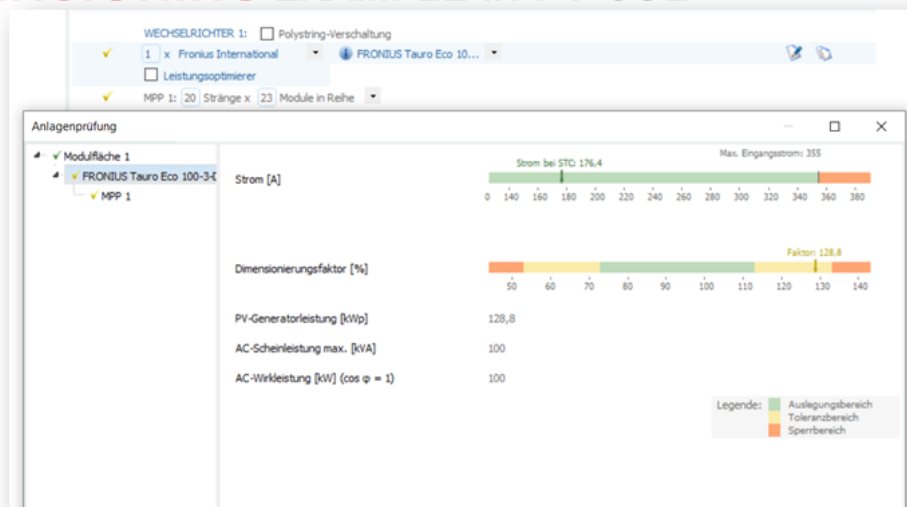 WECHSELRICHTER 1: Polystring-Verschaltung
1 x Fronius International FRONIUS Tauro Eco 10...
Leistungsoptimierer
MPP 1: 20 Stränge x 23 Module in Reihe
Anlagenprüfung
Modulfläche 1
FRONIUS Tauro Eco 100-3-D
MPP 1
Strom bei STC: 176,4 Max. Eingangsstrom: 355
Strom [A]
0 140 160 180 200 220 240 260 280 300 320 340 360 380
Faktor: 128,8
Dimensionierungsfaktor [%]
50 60 70 80 90 100 110 120 130 140
PV-Generatorleistung [kWp] 128,8
AC-Scheinleistung max. [kVA] 100
AC-Wirkleistung [kW] (cos φ = 1) 100
Legende: Auslegungsbereich
Toleranzbereich
Sperrbereich